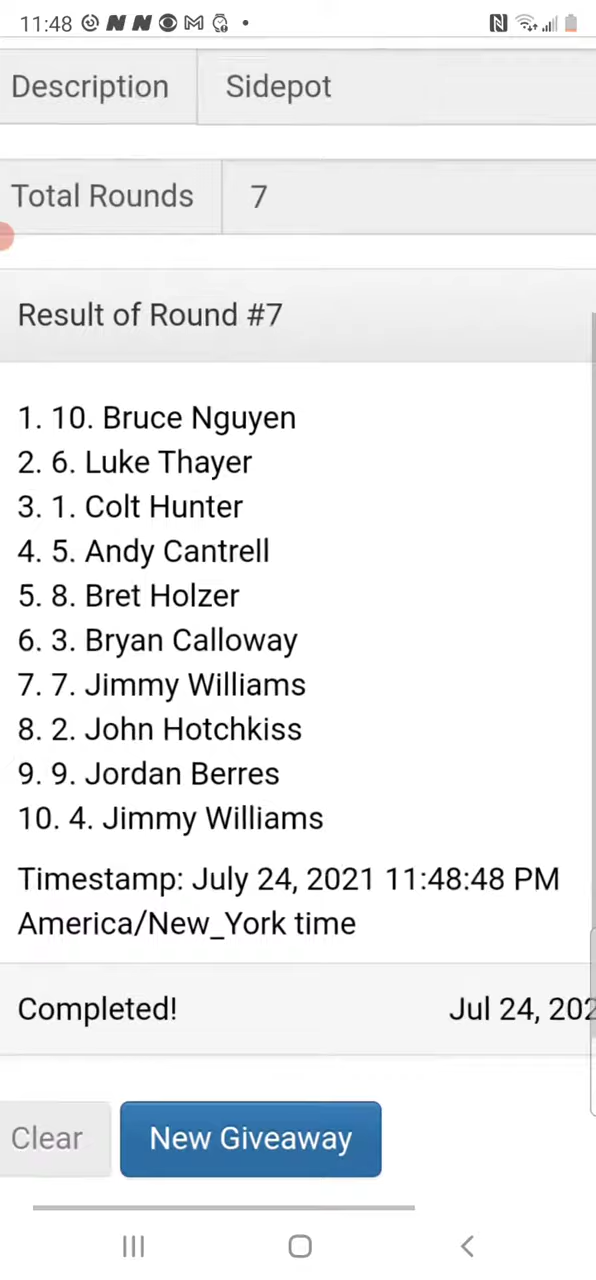 11:48
Description Sidepot
Total Rounds 7
Result of Round #7
1. 10. Bruce Nguyen
2. 6. Luke Thayer
3. 1. Colt Hunter
4. 5. Andy Cantrell
5. 8. Bret Holzer
6. 3. Bryan Calloway
7. 7. Jimmy Williams
8. 2. John Hotchkiss
9. 9. Jordan Berres
10. 4. Jimmy Williams
Timestamp: July 24, 2021 11:48:48 PM
America/New_York time
Completed! Jul 24, 202
Clear New Giveaway